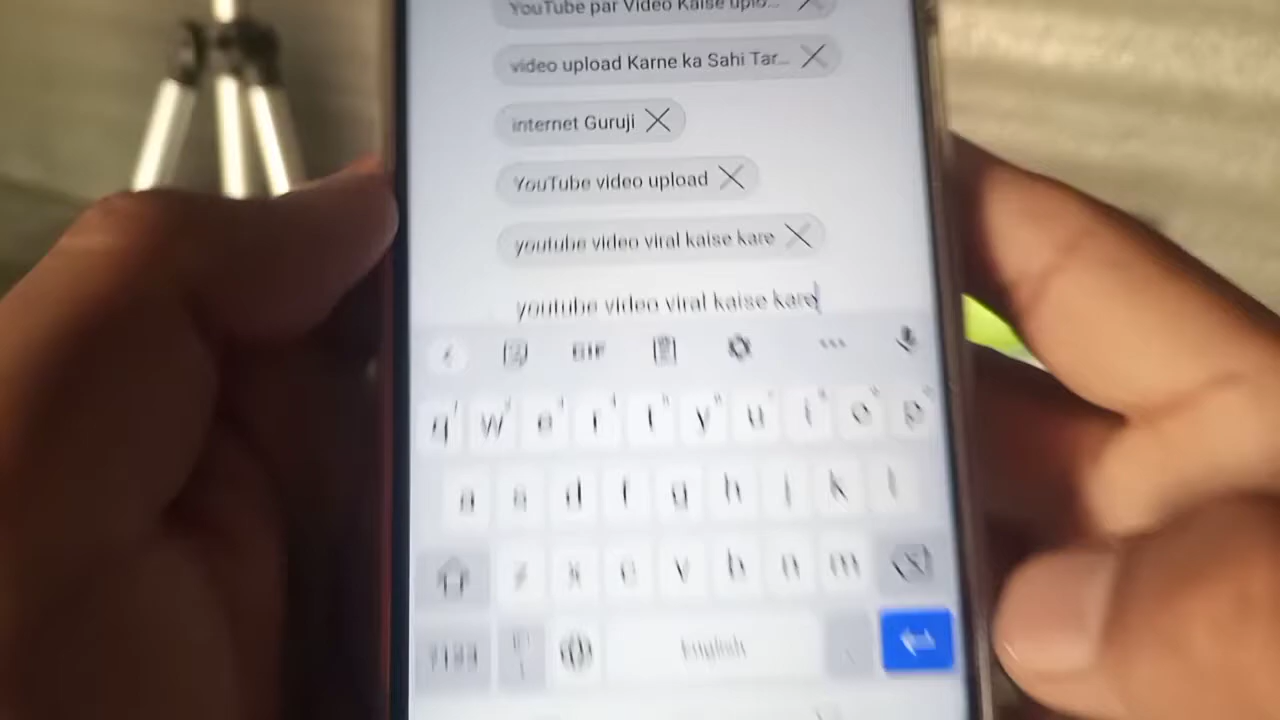 YouTube par Video Kaise uplo...
video upload Karne ka Sahi Tar...
internet Guruji
YouTube video upload
youtube video viral kaise kare
youtube video viral kaise kare
GIF
q w e r t y u i o p
a s d f g h j k l
z x c v b n m
English